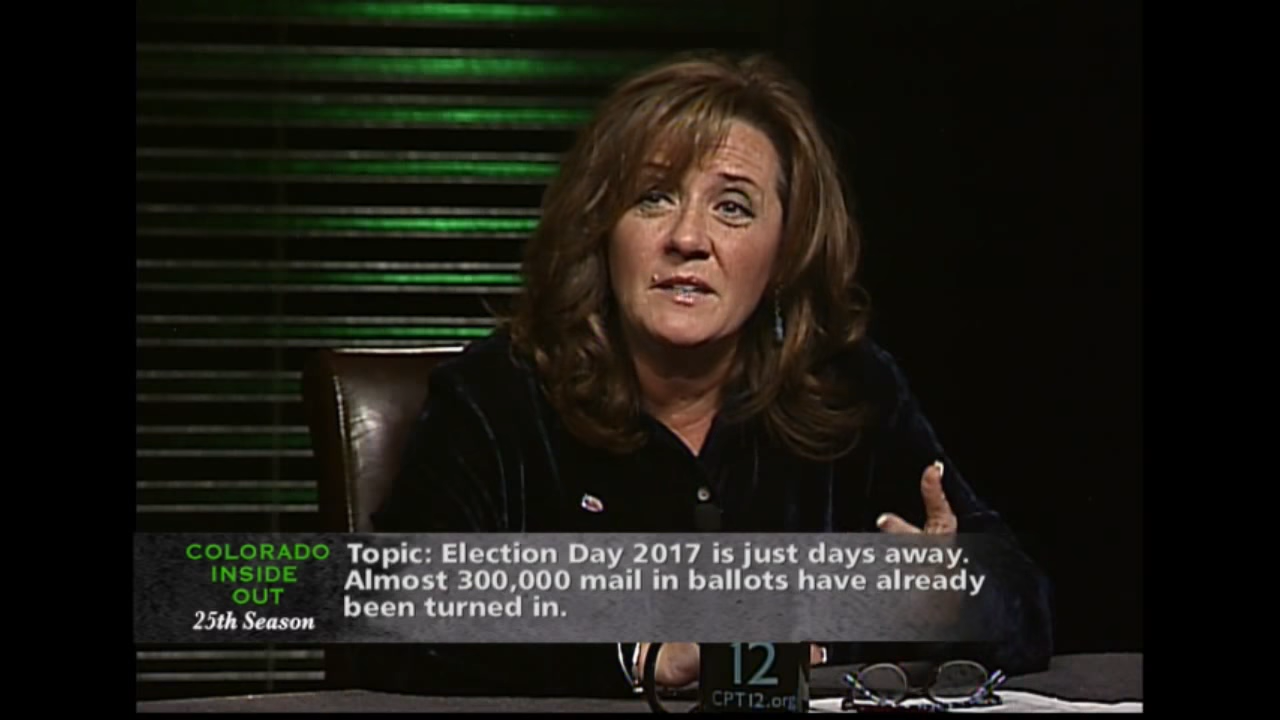 COLORADO
INSIDE
OUT
25th Season
Topic: Election Day 2017 is just days away.
Almost 300,000 mail in ballots have already
been turned in.
12
CPT12.org